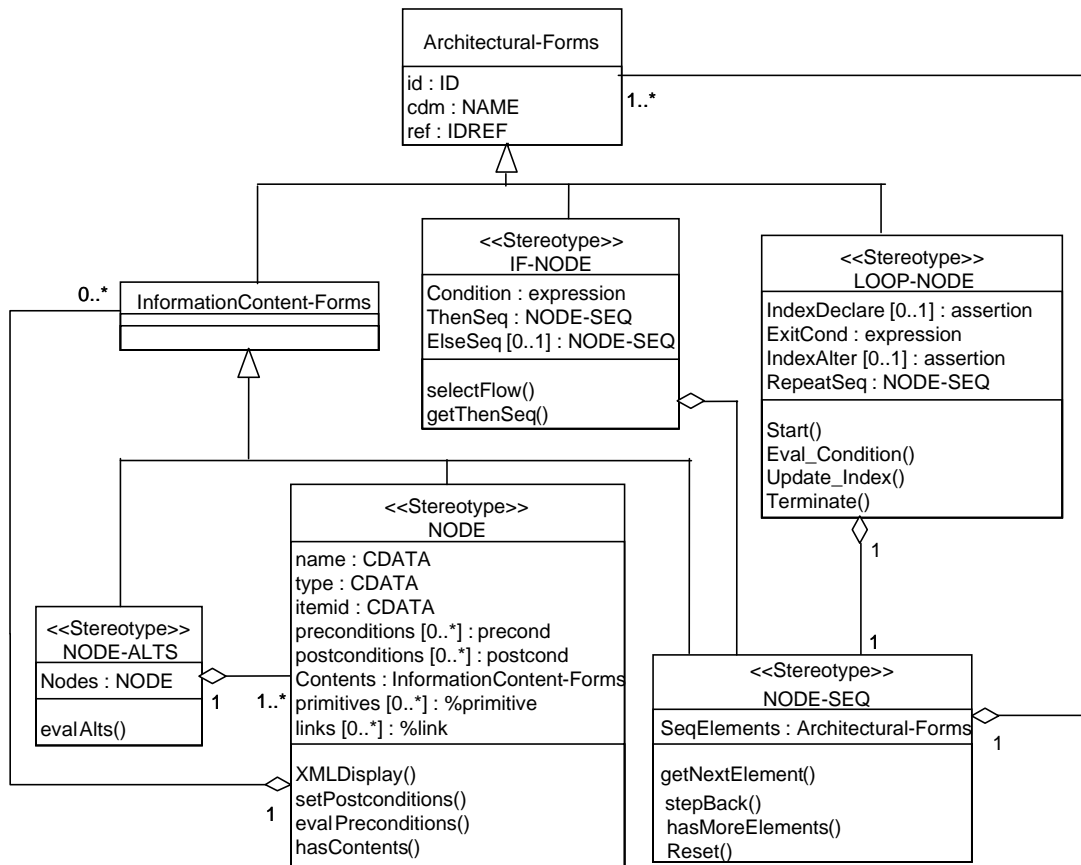 Architectural-Forms
id : ID
cdm : NAME
ref : IDREF
1..*
<<Stereotype>>
IF-NODE
Condition : expression
ThenSeq : NODE-SEQ
ElseSeq [0..1] : NODE-SEQ
selectFlow()
getThenSeq()
<<Stereotype>>
LOOP-NODE
IndexDeclare [0..1] : assertion
ExitCond : expression
IndexAlter [0..1] : assertion
RepeatSeq : NODE-SEQ
Start()
Eval_Condition()
Update_Index()
Terminate()
0..*
InformationContent-Forms
1
1
<<Stereotype>>
NODE
name : CDATA
type : CDATA
itemid : CDATA
preconditions [0..*] : precond
postconditions [0..*] : postcond
Contents : InformationContent-Forms
primitives [0..*] : %primitive
links [0..*] : %link
XMLDisplay()
setPostconditions()
evalPreconditions()
hasContents()
<<Stereotype>>
NODE-ALTS
Nodes : NODE
evalAlts()
1
1..*
1
<<Stereotype>>
NODE-SEQ
SeqElements : Architectural-Forms
getNextElement()
stepBack()
hasMoreElements()
Reset()
1